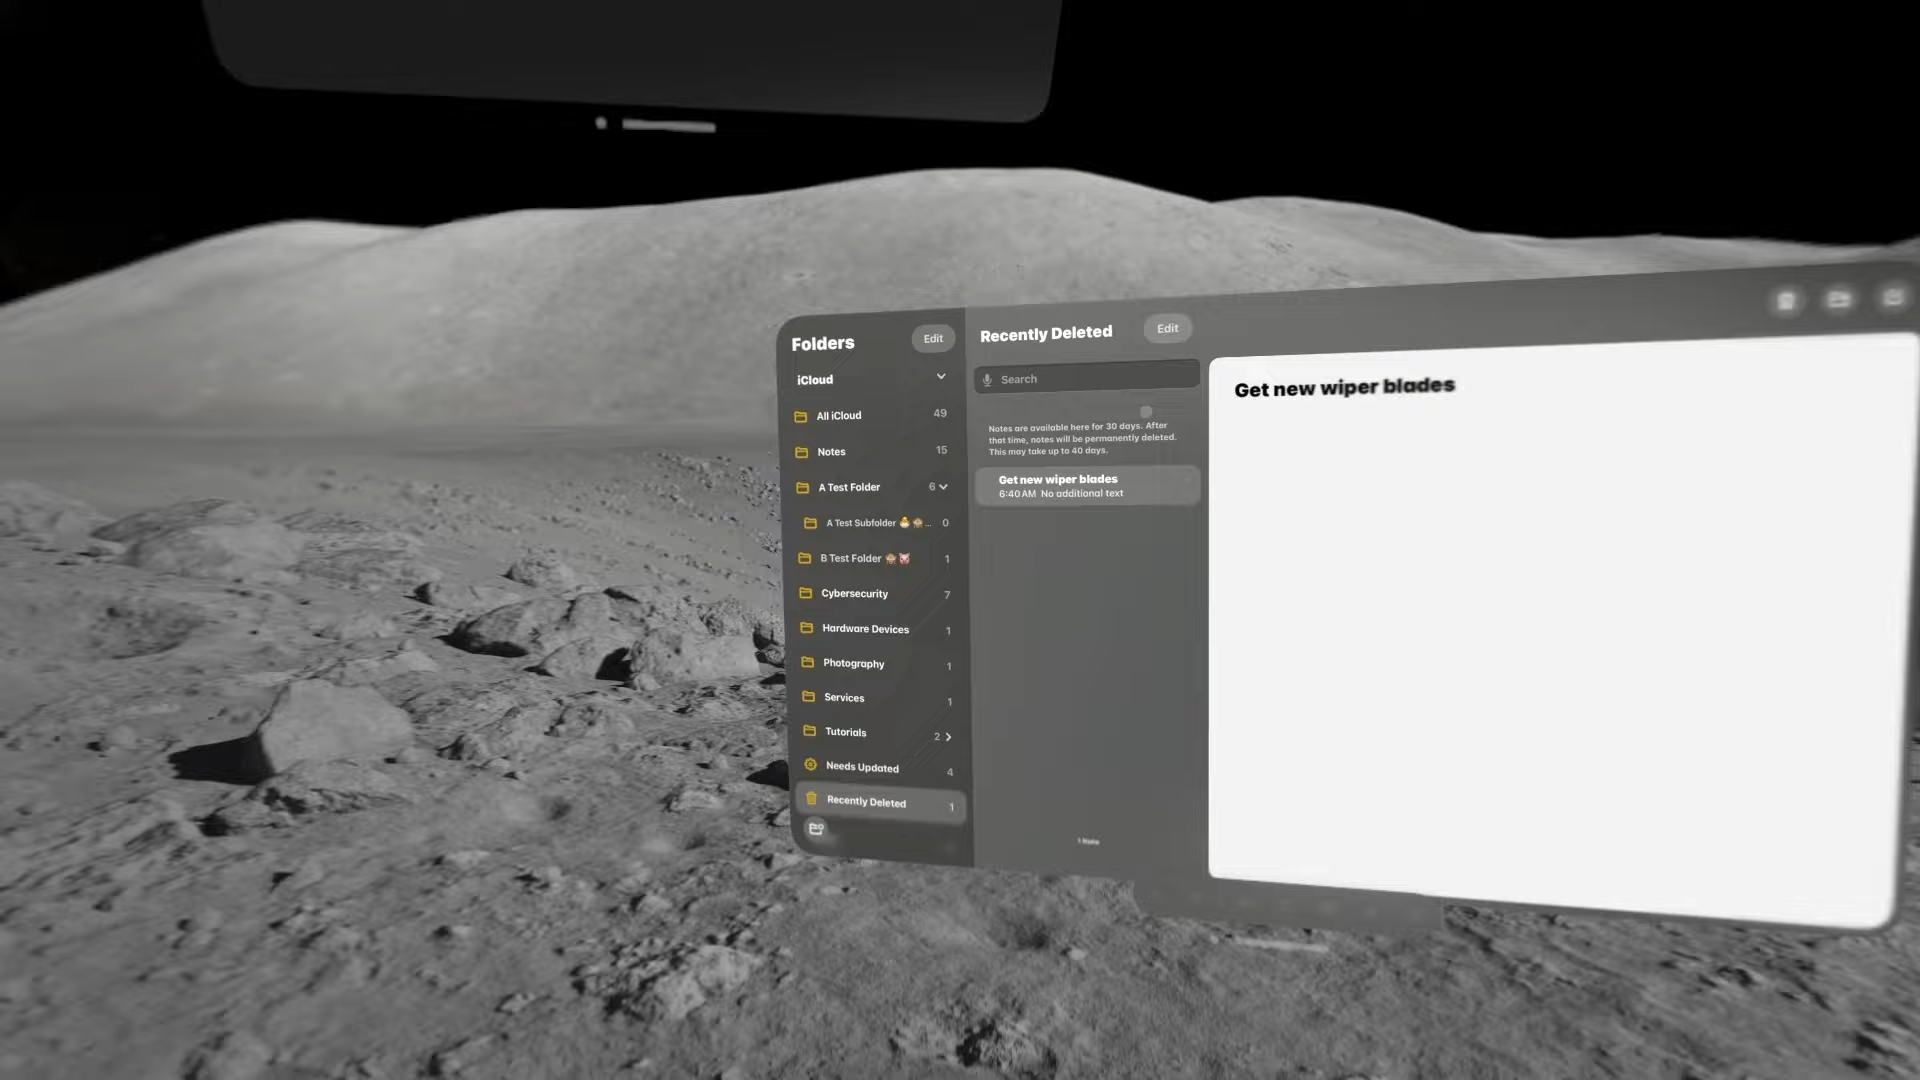 Folders
Edit
iCloud
All iCloud 49
Notes 15
A Test Folder 6
A Test Subfolder 🐣🙈... 0
B Test Folder 🙈🐷 1
Cybersecurity 7
Hardware Devices 1
Photography 1
Services 1
Tutorials 2
Needs Updated 4
Recently Deleted 1
Recently Deleted
Edit
Search
Notes are available here for 30 days. After
that time, notes will be permanently deleted.
This may take up to 40 days.
Get new wiper blades
6:40 AM No additional text
1 Note
Get new wiper blades